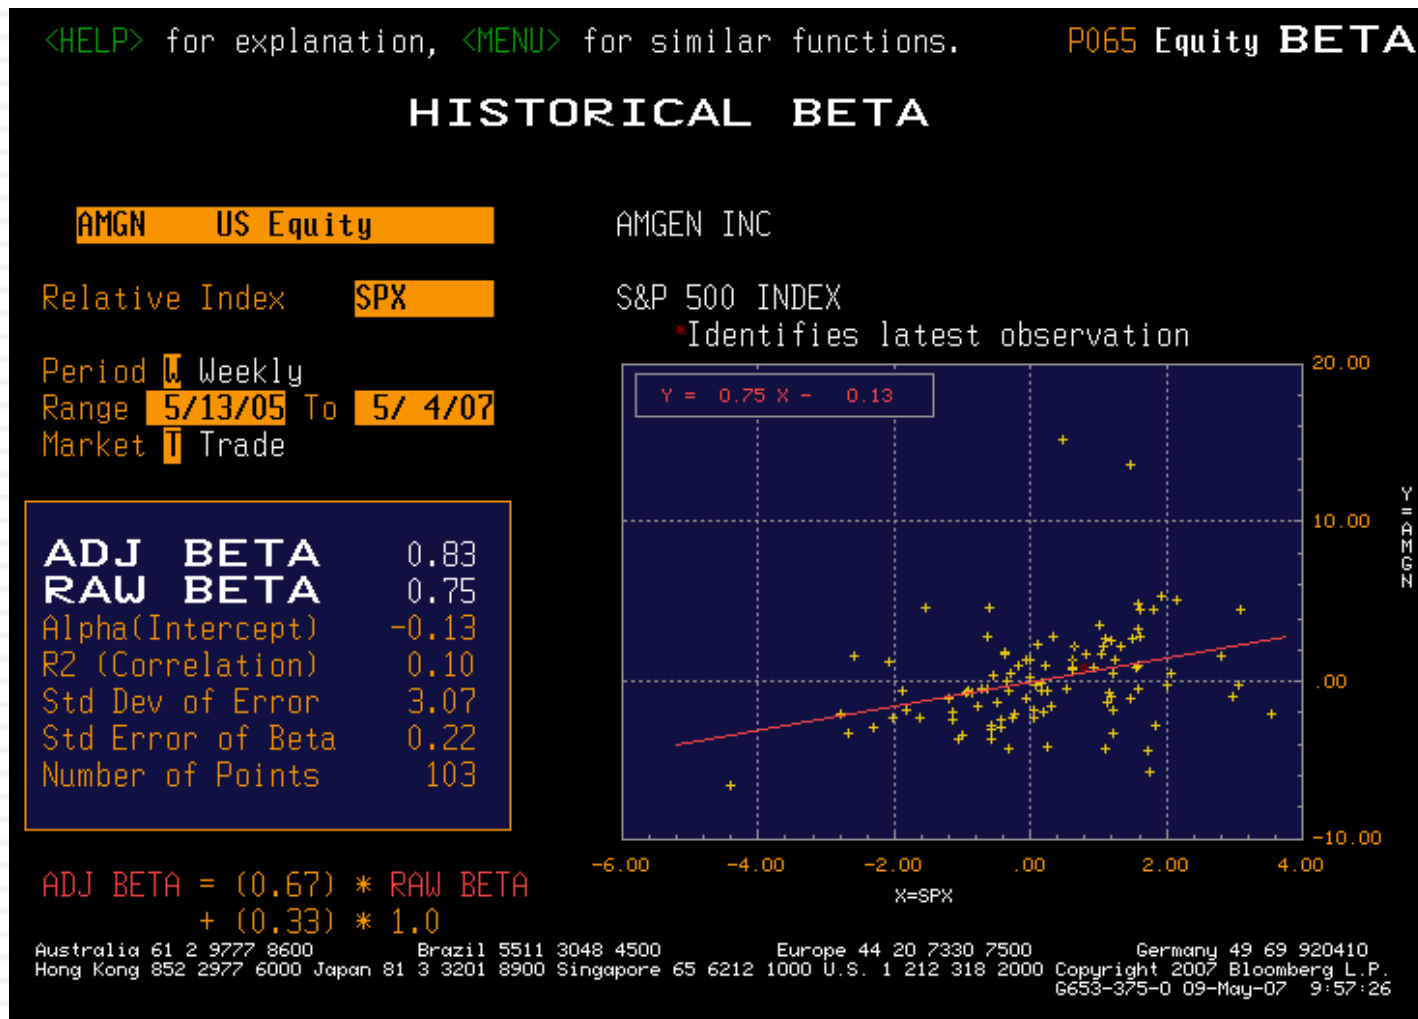 <HELP> for explanation, <MENU> for similar functions. P065 Equity BETA
HISTORICAL BETA
AMGN US Equity
AMGEN INC
Relative Index SPX
S&P 500 INDEX
*Identifies latest observation
Period W Weekly
Range 5/13/05 To 5/ 4/07
Market T Trade
ADJ BETA 0.83
RAW BETA 0.75
Alpha(Intercept) -0.13
R2 (Correlation) 0.10
Std Dev of Error 3.07
Std Error of Beta 0.22
Number of Points 103
ADJ BETA = (0.67) * RAW BETA
+ (0.33) * 1.0
Y = 0.75 X - 0.13
20.00
10.00
.00
-10.00
Y=AMGN
-6.00 -4.00 -2.00 .00 2.00 4.00
X=SPX
Australia 61 2 9777 8600 Brazil 5511 3048 4500 Europe 44 20 7330 7500 Germany 49 69 920410
Hong Kong 852 2977 6000 Japan 81 3 3201 8900 Singapore 65 6212 1000 U.S. 1 212 318 2000 Copyright 2007 Bloomberg L.P.
G653-375-0 09-May-07 9:57:26